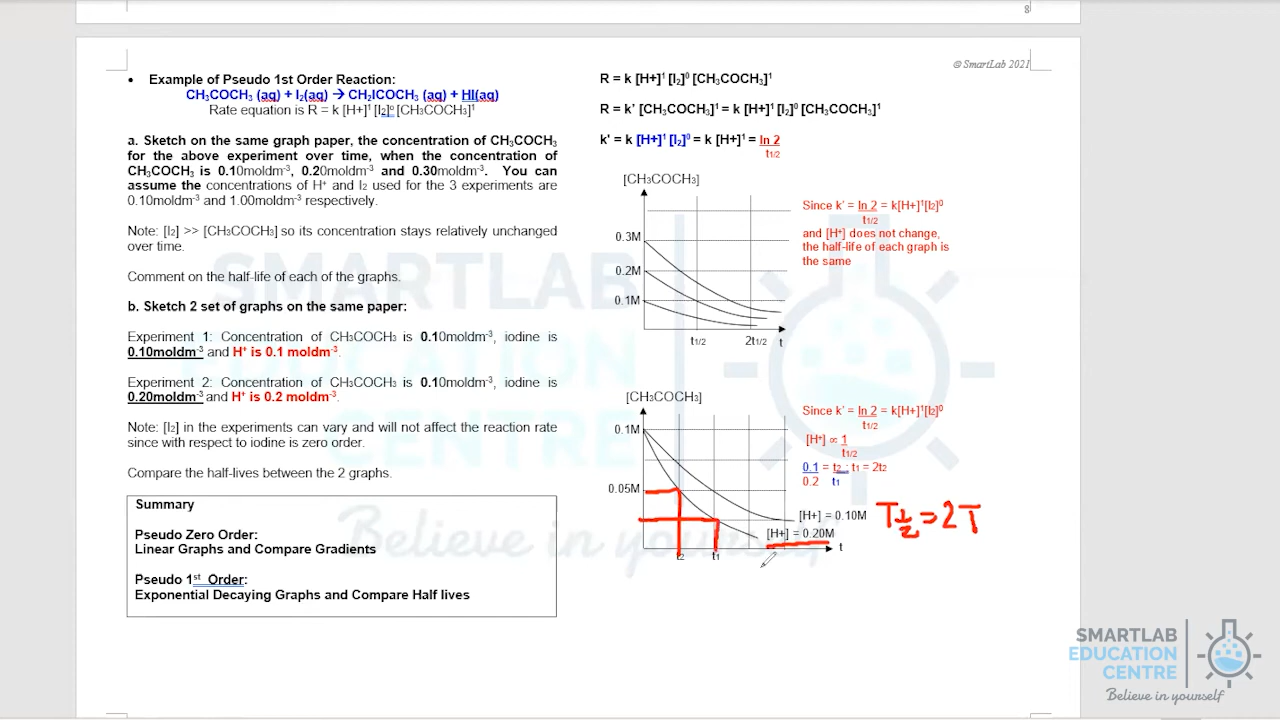 8
@ SmartLab 2021
• Example of Pseudo 1st Order Reaction:
CH₃COCH₃ (aq) + I₂(aq) → CH₂ICOCH₃ (aq) + HI(aq)
Rate equation is R = k [H+]¹ [I₂]⁰ [CH₃COCH₃]¹
a. Sketch on the same graph paper, the concentration of CH₃COCH₃
for the above experiment over time, when the concentration of
CH₃COCH₃ is 0.10moldm⁻³, 0.20moldm⁻³ and 0.30moldm⁻³. You can
assume the concentrations of H⁺ and I₂ used for the 3 experiments are
0.10moldm⁻³ and 1.00moldm⁻³ respectively.
Note: [I₂] >> [CH₃COCH₃] so its concentration stays relatively unchanged
over time.
Comment on the half-life of each of the graphs.
b. Sketch 2 set of graphs on the same paper:
Experiment 1: Concentration of CH₃COCH₃ is 0.10moldm⁻³, iodine is
0.10moldm⁻³ and H⁺ is 0.1 moldm⁻³.
Experiment 2: Concentration of CH₃COCH₃ is 0.10moldm⁻³, iodine is
0.20moldm⁻³ and H⁺ is 0.2 moldm⁻³.
Note: [I₂] in the experiments can vary and will not affect the reaction rate
since with respect to iodine is zero order.
Compare the half-lives between the 2 graphs.
Summary
Pseudo Zero Order:
Linear Graphs and Compare Gradients
Pseudo 1st Order:
Exponential Decaying Graphs and Compare Half lives
R = k [H+]¹ [I₂]⁰ [CH₃COCH₃]¹
R = k' [CH₃COCH₃]¹ = k [H+]¹ [I₂]⁰ [CH₃COCH₃]¹
k' = k [H+]¹ [I₂]⁰ = k [H+]¹ = ln 2
t1/2
[CH₃COCH₃]
0.3M
0.2M
0.1M
t1/2
2t1/2
t
Since k' = ln 2 = k[H+]¹[I₂]⁰
t1/2
and [H+] does not change,
the half-life of each graph is
the same
[CH₃COCH₃]
0.1M
0.05M
[H+] = 0.10M
[H+] = 0.20M
t₂
t₁
t
Since k' = ln 2 = k[H+]¹[I₂]⁰
t1/2
[H+] ∝ 1
t1/2
0.1 = t₂ ; t₁ = 2t₂
0.2 t₁
T½ = 2T
SMARTLAB
EDUCATION
CENTRE
Believe in yourself
SMARTLAB
EDUCATION
CENTRE
Believe in yourself